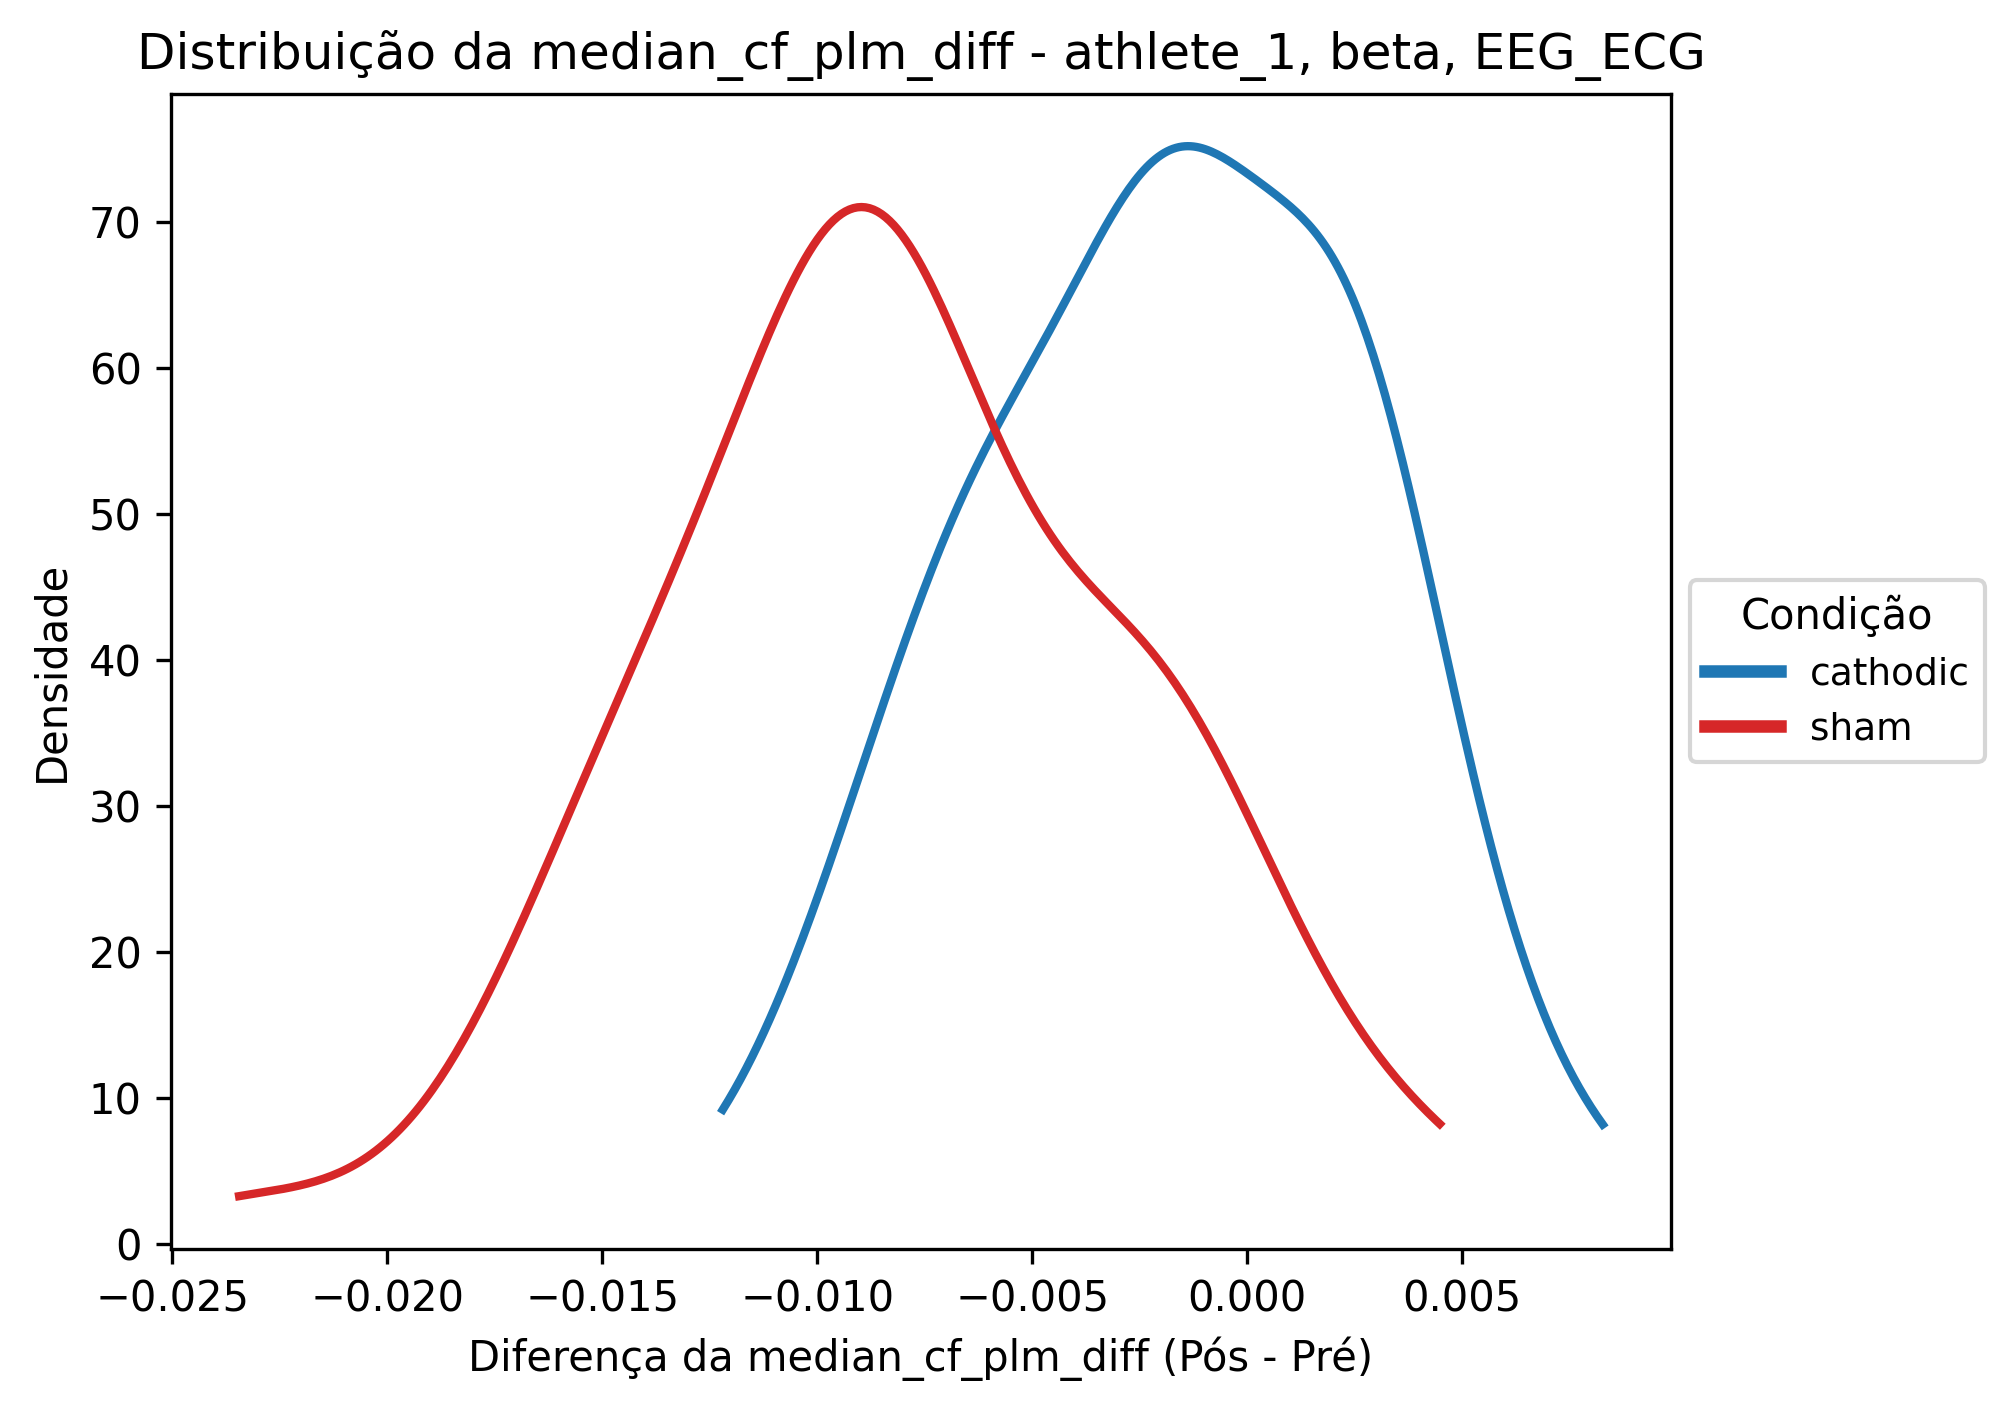 Distribuição da median_cf_plm_diff - athlete_1, beta, EEG_ECG
Densidade
70
60
50
40
30
20
10
0
−0.025
−0.020
−0.015
−0.010
−0.005
0.000
0.005
Diferença da median_cf_plm_diff (Pós - Pré)
Condição
cathodic
sham